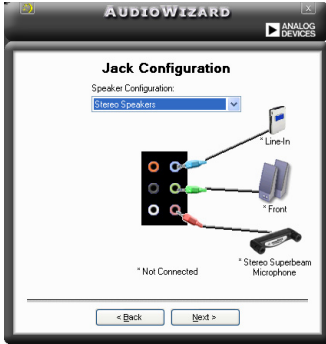 AUDIOWIZARD
ANALOG
DEVICES
Jack Configuration
Speaker Configuration:
Stereo Speakers
* Line-In
* Front
* Not Connected
* Stereo Superbeam
Microphone
< Back
Next >